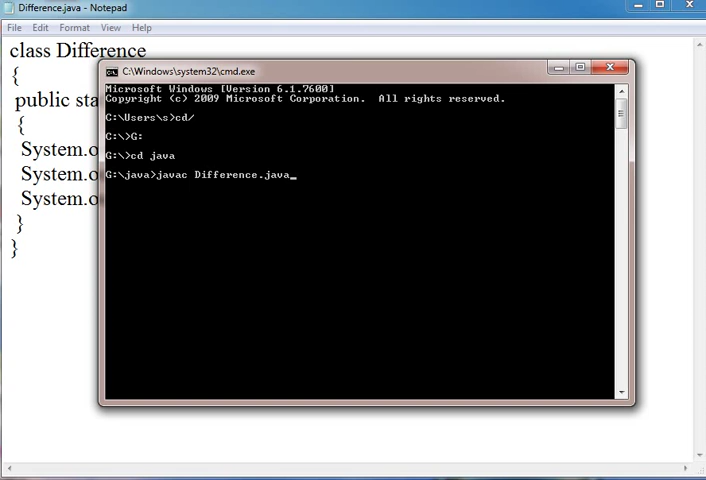 Difference.java - Notepad
File Edit Format View Help
class Difference
{
public sta
{
System.o
System.o
System.o
}
}
C:\Windows\system32\cmd.exe
Microsoft Windows [Version 6.1.7600]
Copyright (c) 2009 Microsoft Corporation. All rights reserved.
C:\Users\s>cd/
C:\>G:
G:\>cd java
G:\java>javac Difference.java_